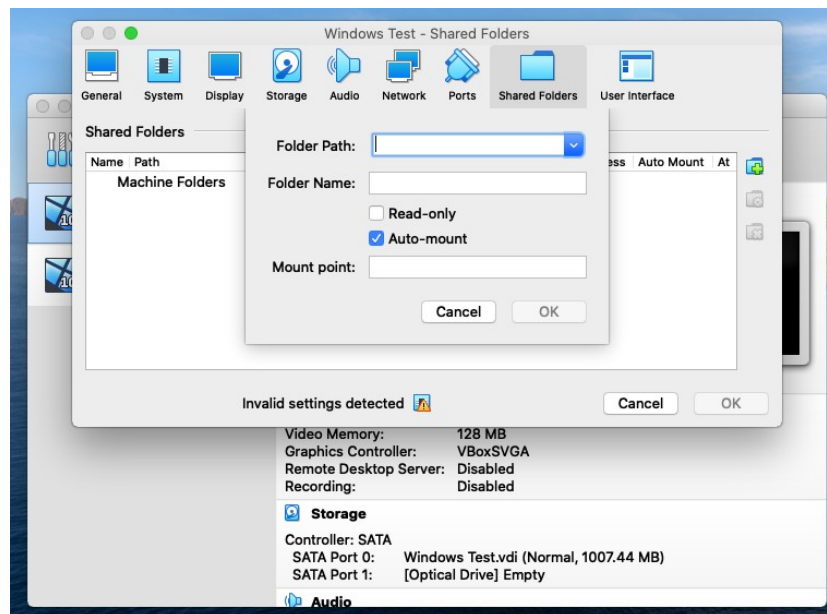 Windows Test - Shared Folders
General System Display Storage Audio Network Ports Shared Folders User Interface
Shared Folders
Name Path ess Auto Mount At
Machine Folders
Folder Path:
Folder Name:
Read-only
Auto-mount
Mount point:
Cancel OK
Invalid settings detected Cancel OK
Video Memory: 128 MB
Graphics Controller: VBoxSVGA
Remote Desktop Server: Disabled
Recording: Disabled
Storage
Controller: SATA
SATA Port 0: Windows Test.vdi (Normal, 1007.44 MB)
SATA Port 1: [Optical Drive] Empty
Audio